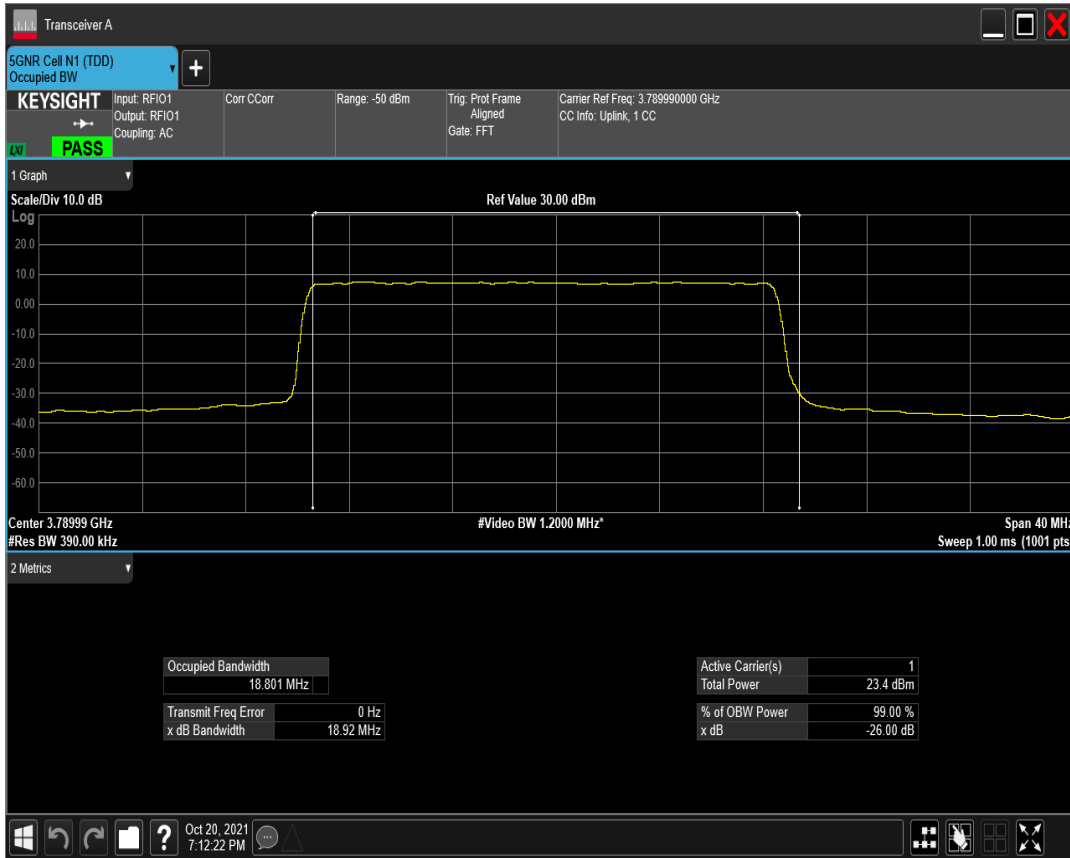 Transceiver A
5GNR Cell N1 (TDD)
Occupied BW
+
KEYSIGHT
LXI
PASS
Input: RFIO1
Output: RFIO1
Coupling: AC
Corr CCorr
Range: -50 dBm
Trig: Prot Frame
Aligned
Gate: FFT
Carrier Ref Freq: 3.789990000 GHz
CC Info: Uplink, 1 CC
1 Graph
Scale/Div 10.0 dB
Ref Value 30.00 dBm
Log
20.0
10.0
0.00
-10.0
-20.0
-30.0
-40.0
-50.0
-60.0
Center 3.78999 GHz
#Video BW 1.2000 MHz*
Span 40 MHz
#Res BW 390.00 kHz
Sweep 1.00 ms (1001 pts
2 Metrics
Occupied Bandwidth
18.801 MHz
Transmit Freq Error 0 Hz
x dB Bandwidth 18.92 MHz
Active Carrier(s) 1
Total Power 23.4 dBm
% of OBW Power 99.00 %
x dB -26.00 dB
?
Oct 20, 2021
7:12:22 PM